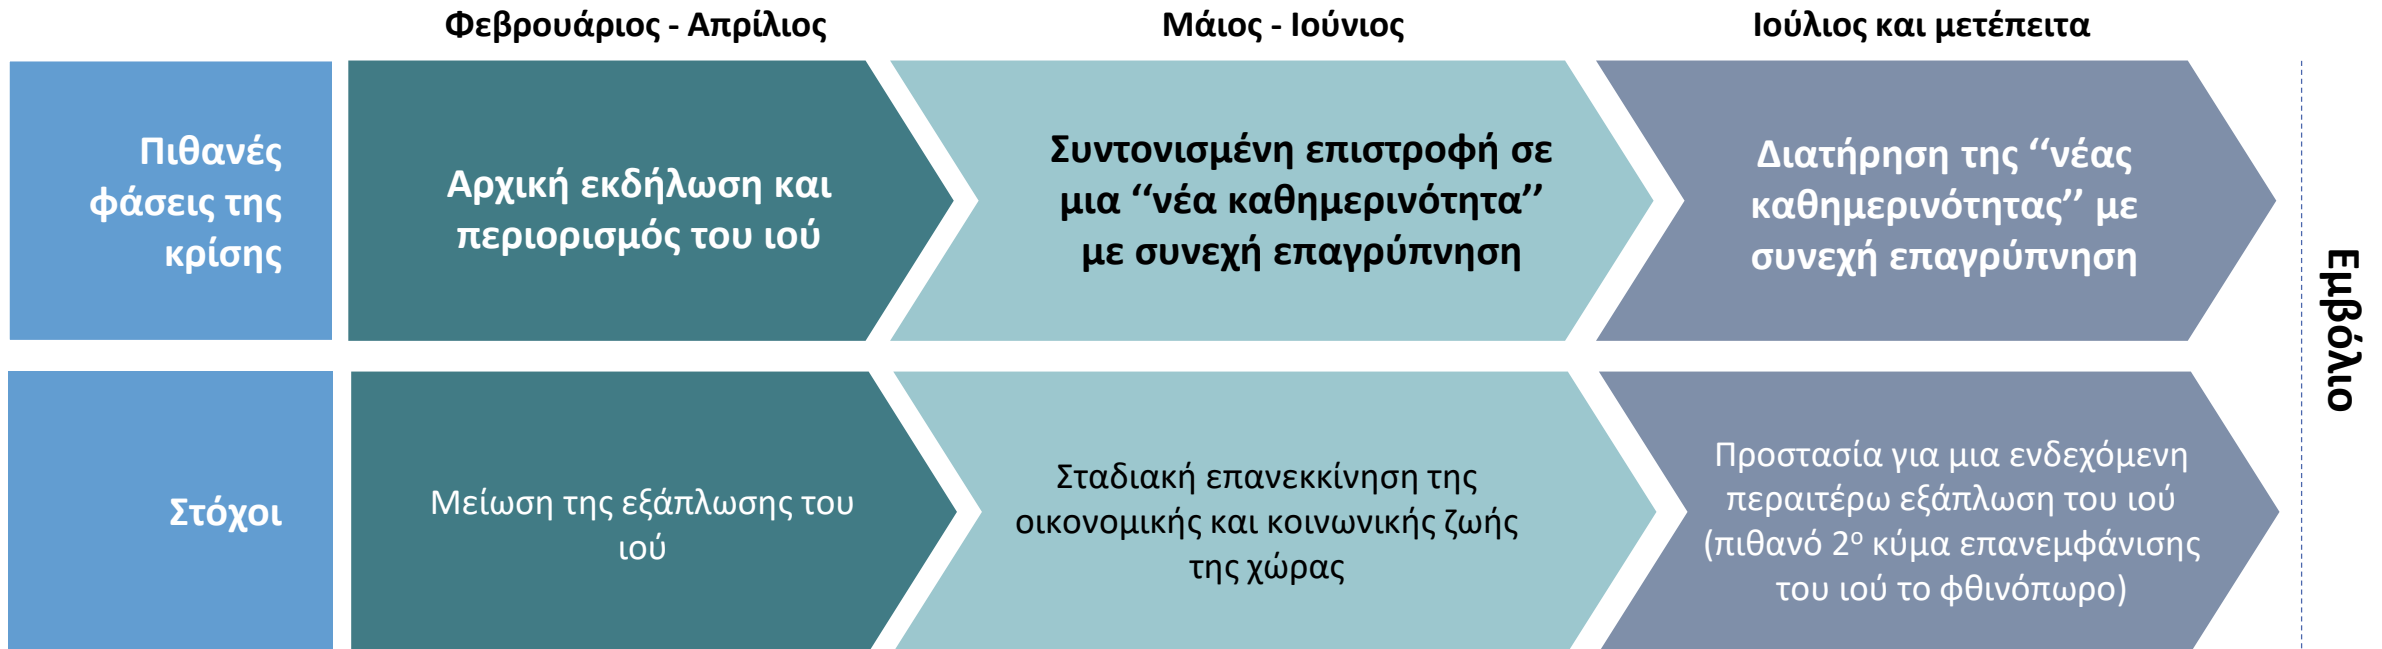 Φεβρουάριος - Απρίλιος
Μάιος - Ιούνιος
Ιούλιος και μετέπειτα
Πιθανές
φάσεις της
κρίσης
Αρχική εκδήλωση και
περιορισμός του ιού
Συντονισμένη επιστροφή σε
μια ‘‘νέα καθημερινότητα’’
με συνεχή επαγρύπνηση
Διατήρηση της ‘‘νέας
καθημερινότητας’’ με
συνεχή επαγρύπνηση
Εμβόλιο
Στόχοι
Μείωση της εξάπλωσης του
ιού
Σταδιακή επανεκκίνηση της
οικονομικής και κοινωνικής ζωής
της χώρας
Προστασία για μια ενδεχόμενη
περαιτέρω εξάπλωση του ιού
(πιθανό 2ο κύμα επανεμφάνισης
του ιού το φθινόπωρο)